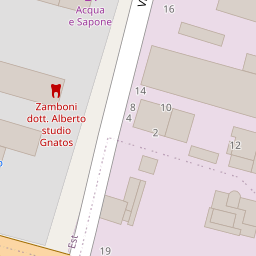 Acqua
e Sapone
16
14
Zamboni
dott. Alberto
studio
Gnatos
8
10
4
2
12
Est
19